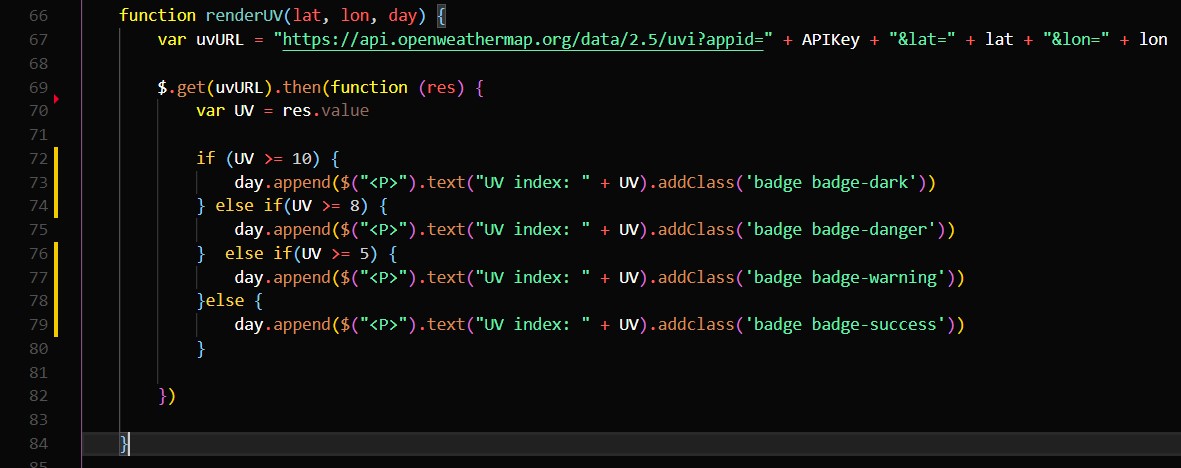 66 function renderUV(lat, lon, day) {
67 var uvURL = "https://api.openweathermap.org/data/2.5/uvi?appid=" + APIKey + "&lat=" + lat + "&lon=" + lon
68
69 $.get(uvURL).then(function (res) {
70 var UV = res.value
71
72 if (UV >= 10) {
73 day.append($("<P>").text("UV index: " + UV).addClass('badge badge-dark'))
74 } else if(UV >= 8) {
75 day.append($("<P>").text("UV index: " + UV).addClass('badge badge-danger'))
76 }  else if(UV >= 5) {
77 day.append($("<P>").text("UV index: " + UV).addClass('badge badge-warning'))
78 }else {
79 day.append($("<P>").text("UV index: " + UV).addclass('badge badge-success'))
80 }
81
82 })
83
84 }
85